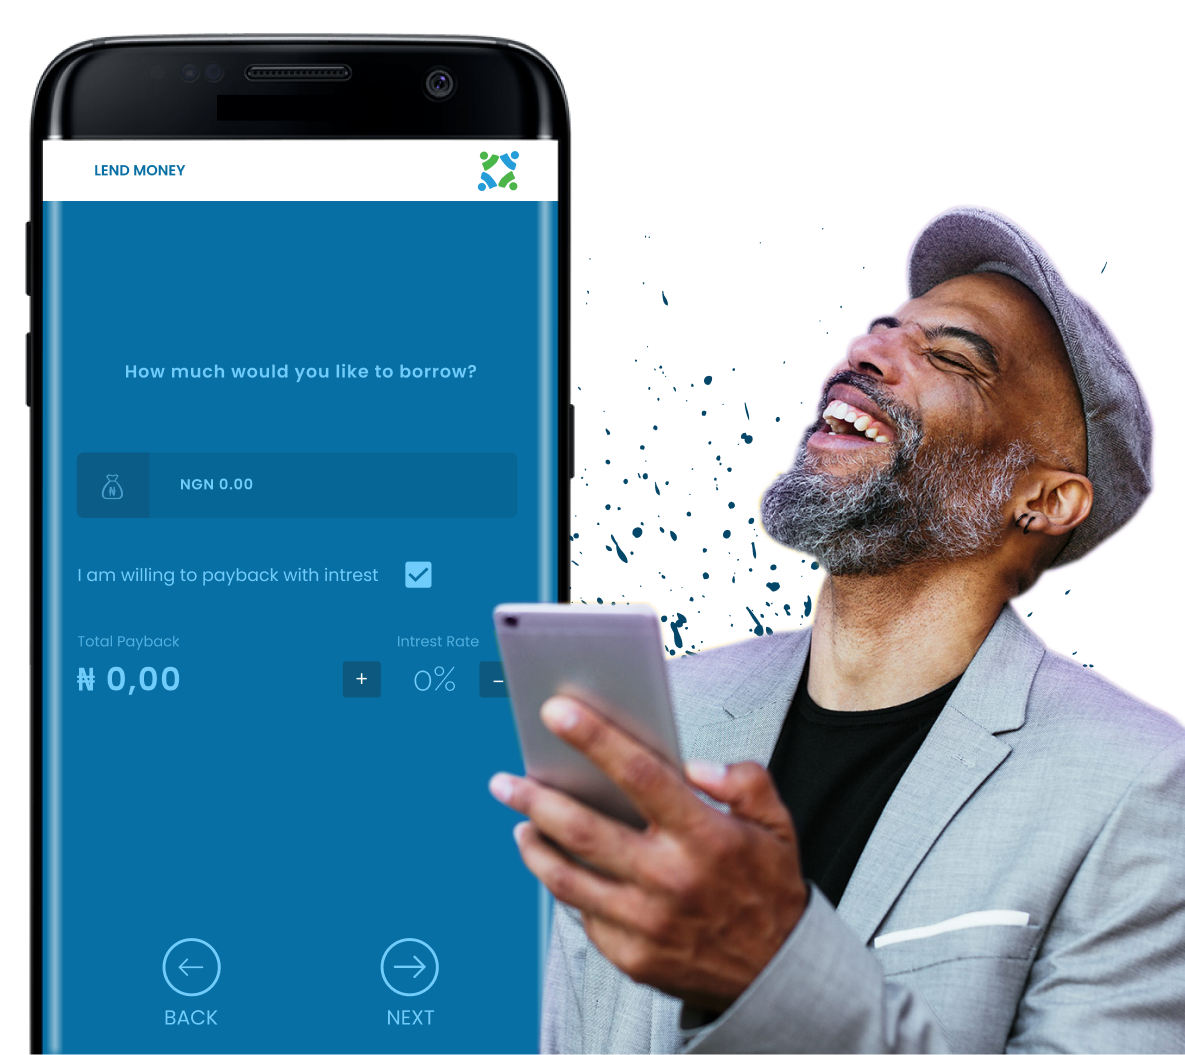 LEND MONEY
How much would you like to borrow?
N
NGN 0.00
I am willing to payback with intrest
Total Payback
Intrest Rate
₦ 0,00
+ 0% −
BACK
NEXT